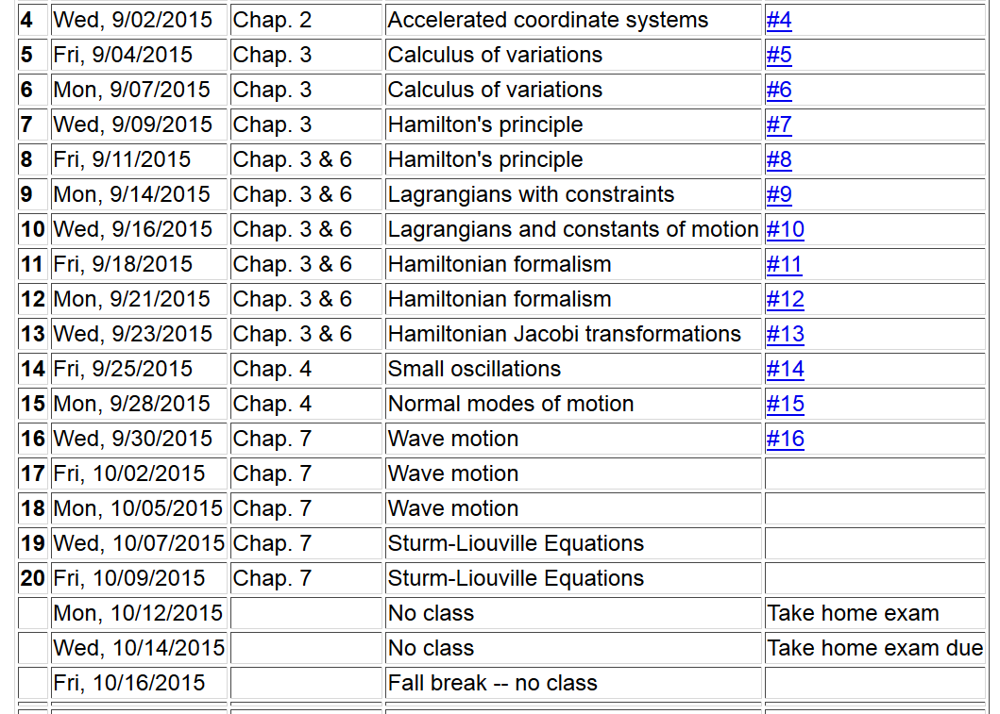 4 Wed, 9/02/2015 Chap. 2 Accelerated coordinate systems #4
5 Fri, 9/04/2015 Chap. 3 Calculus of variations #5
6 Mon, 9/07/2015 Chap. 3 Calculus of variations #6
7 Wed, 9/09/2015 Chap. 3 Hamilton's principle #7
8 Fri, 9/11/2015 Chap. 3 & 6 Hamilton's principle #8
9 Mon, 9/14/2015 Chap. 3 & 6 Lagrangians with constraints #9
10 Wed, 9/16/2015 Chap. 3 & 6 Lagrangians and constants of motion #10
11 Fri, 9/18/2015 Chap. 3 & 6 Hamiltonian formalism #11
12 Mon, 9/21/2015 Chap. 3 & 6 Hamiltonian formalism #12
13 Wed, 9/23/2015 Chap. 3 & 6 Hamiltonian Jacobi transformations #13
14 Fri, 9/25/2015 Chap. 4 Small oscillations #14
15 Mon, 9/28/2015 Chap. 4 Normal modes of motion #15
16 Wed, 9/30/2015 Chap. 7 Wave motion #16
17 Fri, 10/02/2015 Chap. 7 Wave motion
18 Mon, 10/05/2015 Chap. 7 Wave motion
19 Wed, 10/07/2015 Chap. 7 Sturm-Liouville Equations
20 Fri, 10/09/2015 Chap. 7 Sturm-Liouville Equations
Mon, 10/12/2015 No class Take home exam
Wed, 10/14/2015 No class Take home exam due
Fri, 10/16/2015 Fall break -- no class